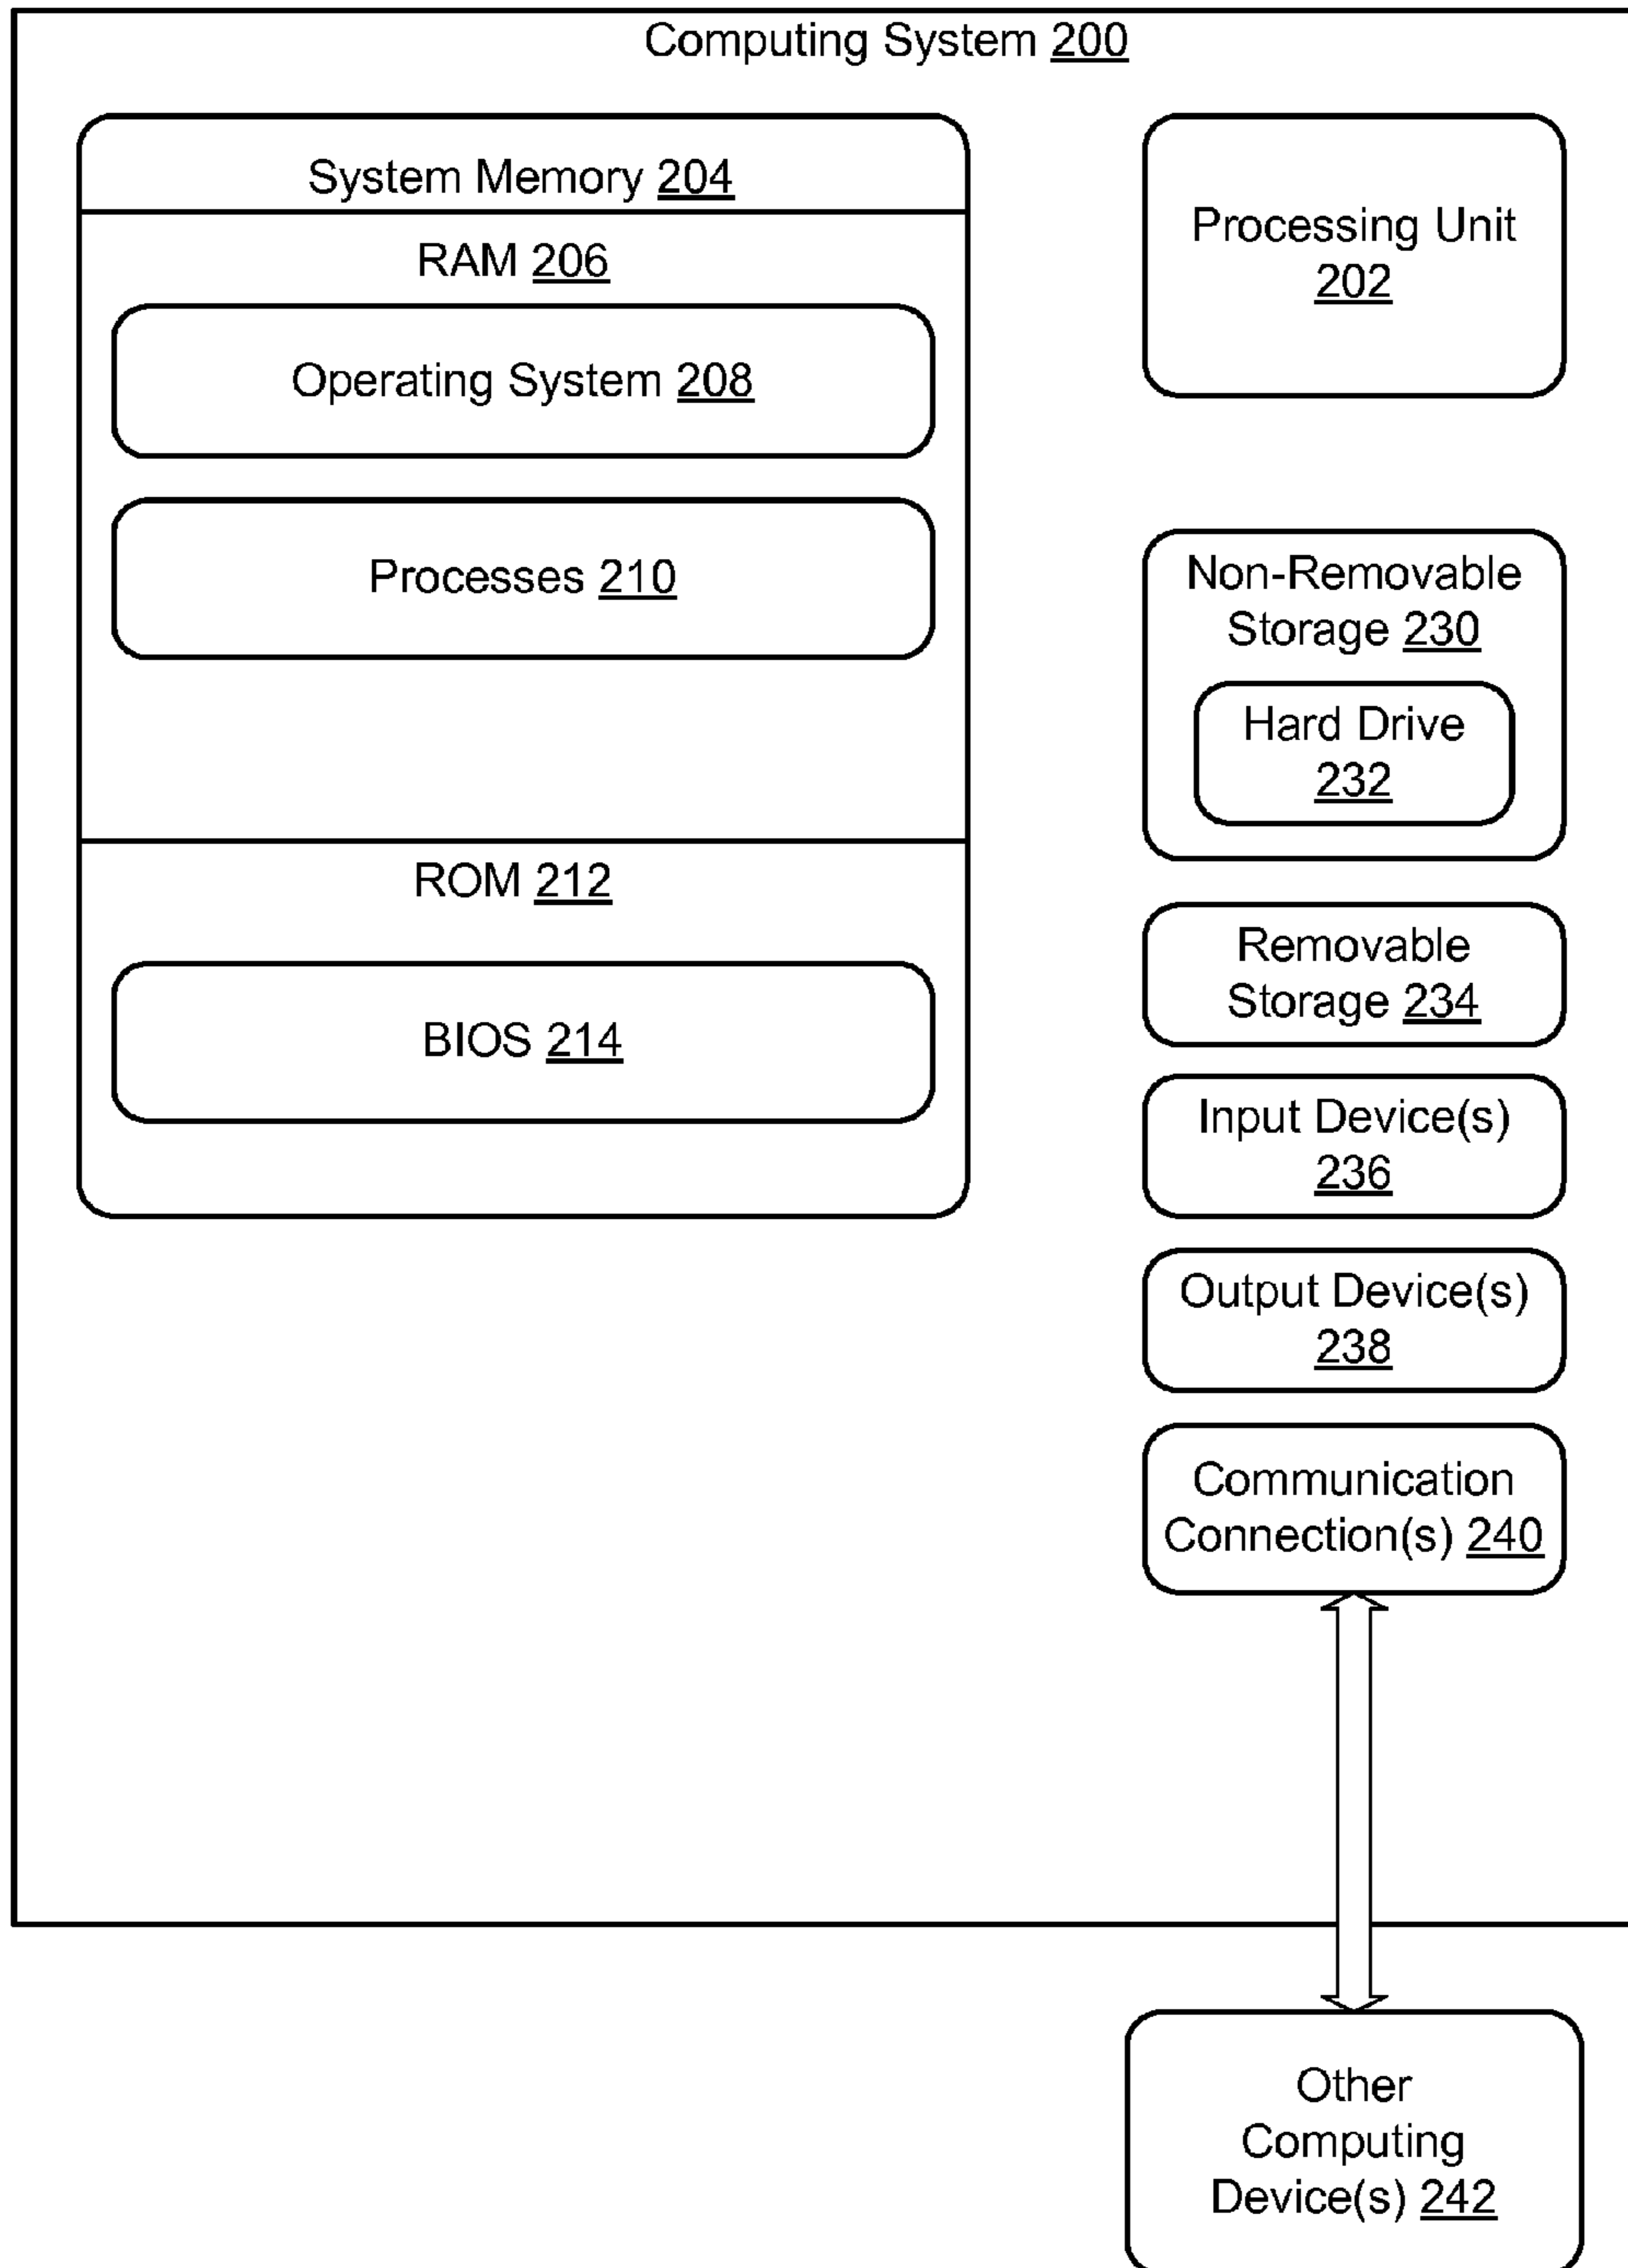 Computing System 200
System Memory 204
RAM 206
Operating System 208
Processes 210
ROM 212
BIOS 214
Processing Unit
202
Non-Removable
Storage 230
Hard Drive
232
Removable
Storage 234
Input Device(s)
236
Output Device(s)
238
Communication
Connection(s) 240
Other
Computing
Device(s) 242